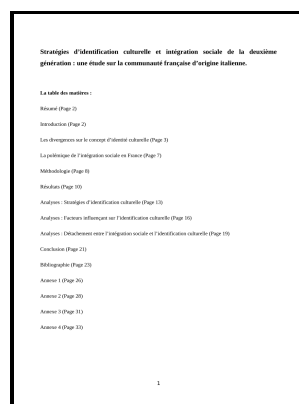 Stratégies d'identification culturelle et intégration sociale de la deuxième
génération : une étude sur la communauté française d'origine italienne.
La table des matières :
Résumé (Page 2)
Introduction (Page 2)
Les divergences sur le concept d'identité culturelle (Page 3)
La polémique de l'intégration sociale en France (Page 7)
Méthodologie (Page 8)
Résultats (Page 10)
Analyses : Stratégies d'identification culturelle (Page 13)
Analyses : Facteurs influençant sur l'identification culturelle (Page 16)
Analyses : Détachement entre l'intégration sociale et l'identification culturelle (Page 19)
Conclusion (Page 21)
Bibliographie (Page 23)
Annexe 1 (Page 26)
Annexe 2 (Page 28)
Annexe 3 (Page 31)
Annexe 4 (Page 33)
1